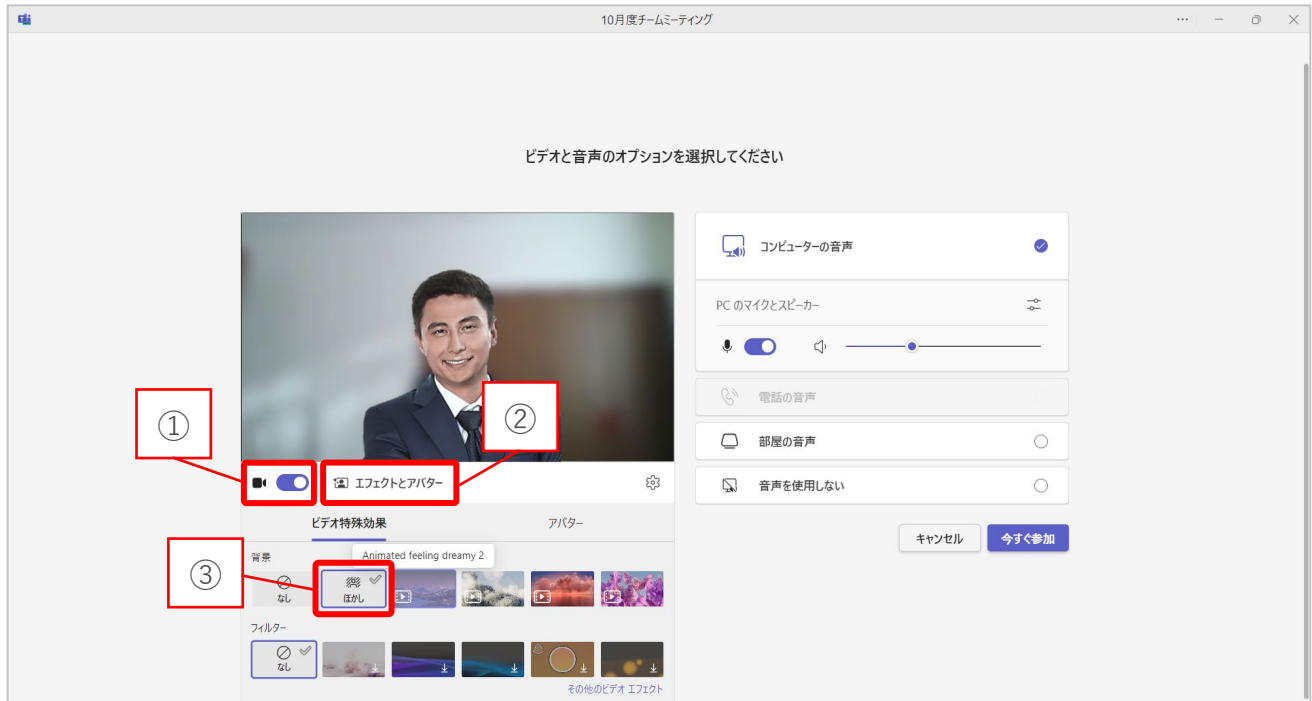 10月度チームミーティング
ビデオと音声のオプションを選択してください
コンピューターの音声
PC のマイクとスピーカー
電話の音声
部屋の音声
音声を使用しない
キャンセル
今すぐ参加
①
②
エフェクトとアバター
ビデオ特殊効果
アバター
③
背景
Animated feeling dreamy 2
なし
ぼかし
フィルター
なし
その他のビデオ エフェクト